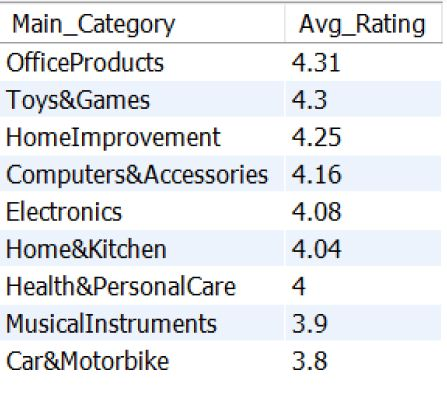 Main_Category Avg_Rating
OfficeProducts 4.31
Toys&Games 4.3
HomeImprovement 4.25
Computers&Accessories 4.16
Electronics 4.08
Home&Kitchen 4.04
Health&PersonalCare 4
MusicalInstruments 3.9
Car&Motorbike 3.8